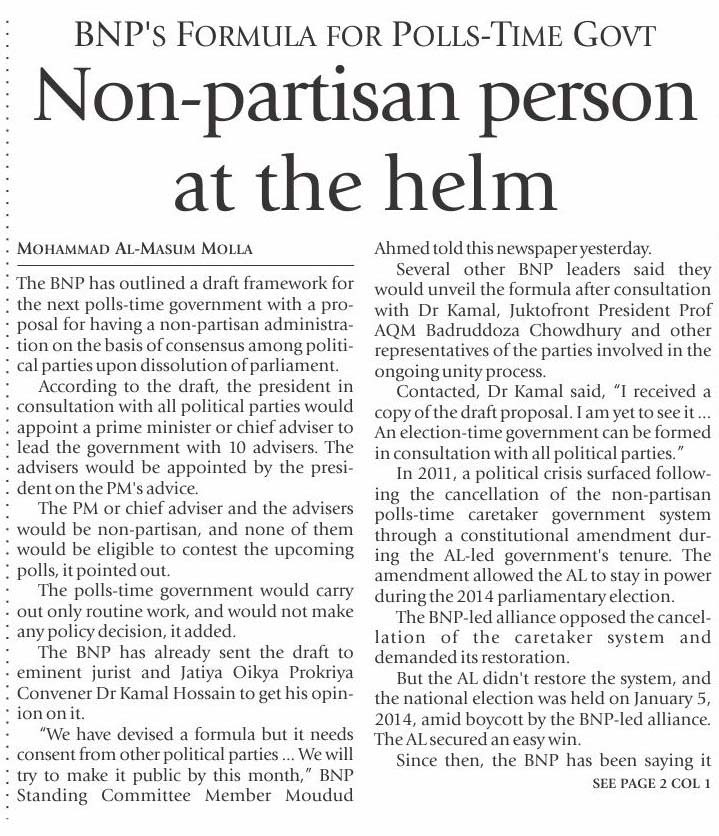 BNP'S FORMULA FOR POLLS-TIME GOVT
Non-partisan person
at the helm
MOHAMMAD AL-MASUM MOLLA
The BNP has outlined a draft framework for
the next polls-time government with a pro-
posal for having a non-partisan administra-
tion on the basis of consensus among politi-
cal parties upon dissolution of parliament.
According to the draft, the president in
consultation with all political parties would
appoint a prime minister or chief adviser to
lead the government with 10 advisers. The
advisers would be appointed by the presi-
dent on the PM's advice.
The PM or chief adviser and the advisers
would be non-partisan, and none of them
would be eligible to contest the upcoming
polls, it pointed out.
The polls-time government would carry
out only routine work, and would not make
any policy decision, it added.
The BNP has already sent the draft to
eminent jurist and Jatiya Oikya Prokriya
Convener Dr Kamal Hossain to get his opin-
ion on it.
“We have devised a formula but it needs
consent from other political parties ... We will
try to make it public by this month,” BNP
Standing Committee Member Moudud
Ahmed told this newspaper yesterday.
Several other BNP leaders said they
would unveil the formula after consultation
with Dr Kamal, Juktofront President Prof
AQM Badruddoza Chowdhury and other
representatives of the parties involved in the
ongoing unity process.
Contacted, Dr Kamal said, “I received a
copy of the draft proposal. I am yet to see it ...
An election-time government can be formed
in consultation with all political parties.”
In 2011, a political crisis surfaced follow-
ing the cancellation of the non-partisan
polls-time caretaker government system
through a constitutional amendment dur-
ing the AL-led government's tenure. The
amendment allowed the AL to stay in power
during the 2014 parliamentary election.
The BNP-led alliance opposed the cancel-
lation of the caretaker system and
demanded its restoration.
But the AL didn't restore the system, and
the national election was held on January 5,
2014, amid boycott by the BNP-led alliance.
The AL secured an easy win.
Since then, the BNP has been saying it
SEE PAGE 2 COL 1